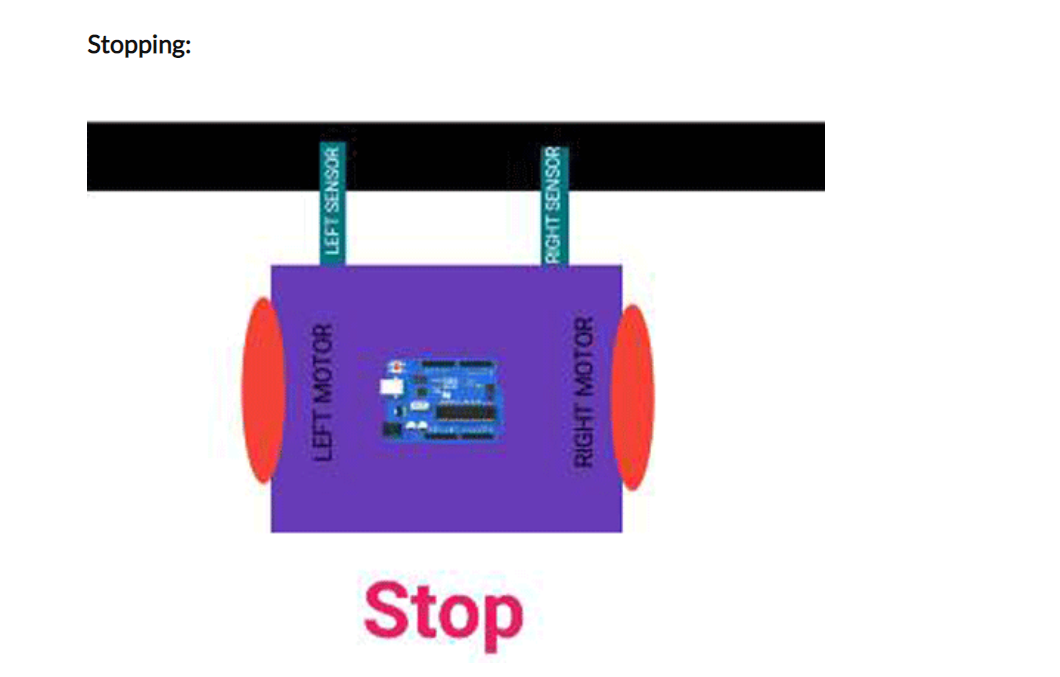 Stopping:
LEFT SENSOR
RIGHT SENSOR
LEFT MOTOR
RIGHT MOTOR
Stop